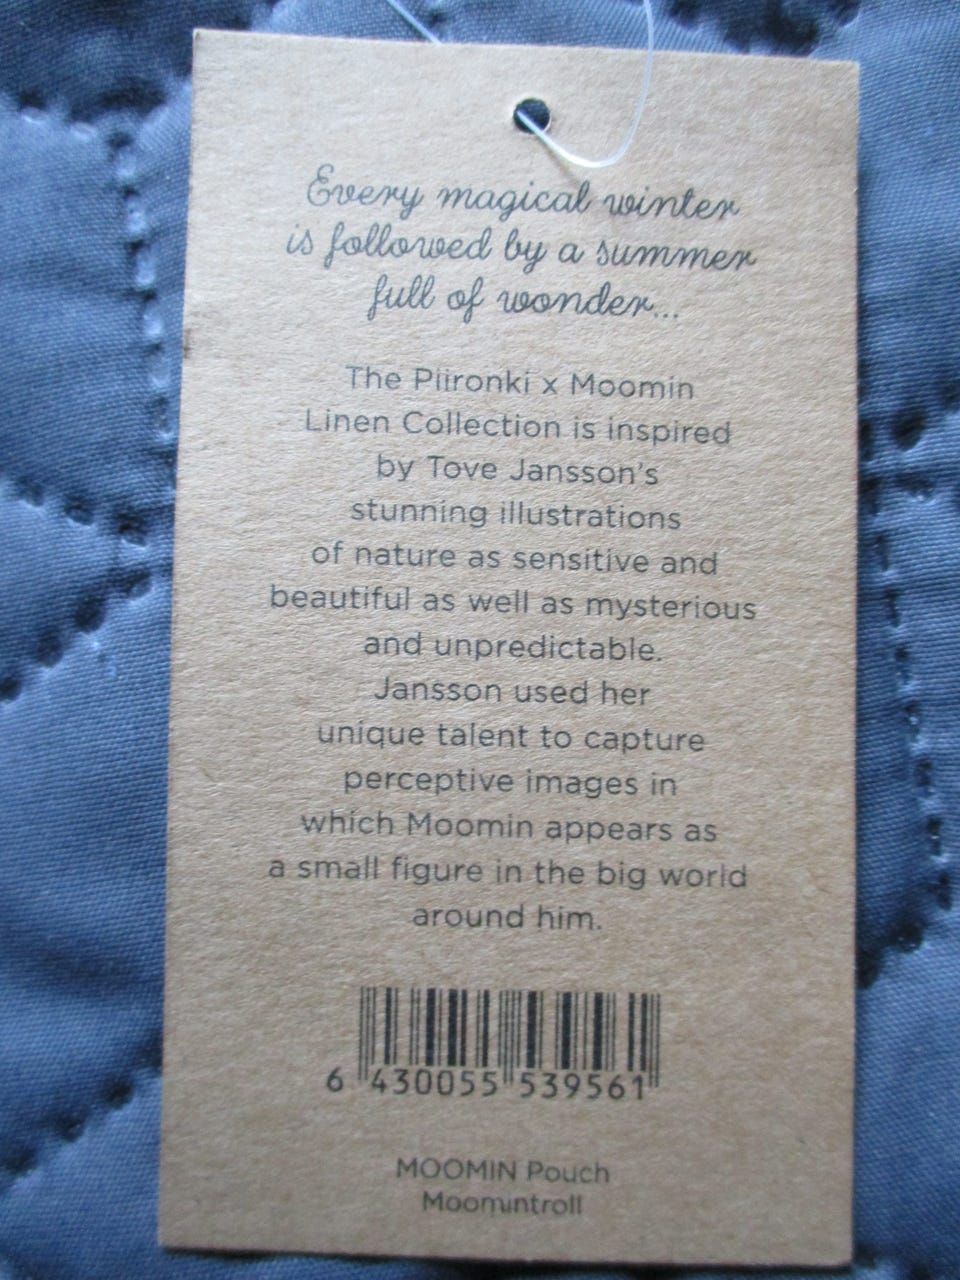 Every magical winter
is followed by a summer
full of wonder...
The Piironki x Moomin
Linen Collection is inspired
by Tove Jansson's
stunning illustrations
of nature as sensitive and
beautiful as well as mysterious
and unpredictable.
Jansson used her
unique talent to capture
perceptive images in
which Moomin appears as
a small figure in the big world
around him.
6 430055 539561
MOOMIN Pouch
Moomintroll